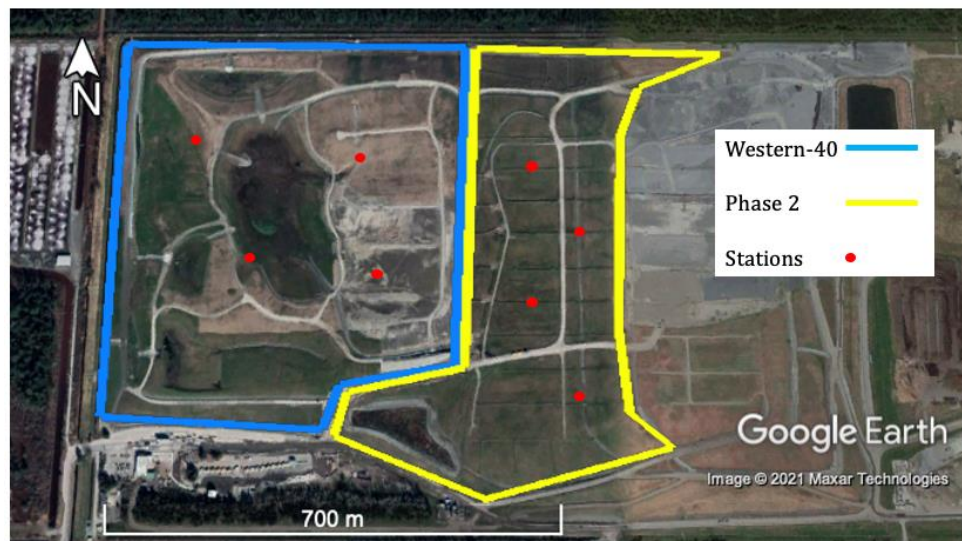 N
Western-40
Phase 2
Stations
Google Earth
Image © 2021 Maxar Technologies
700 m